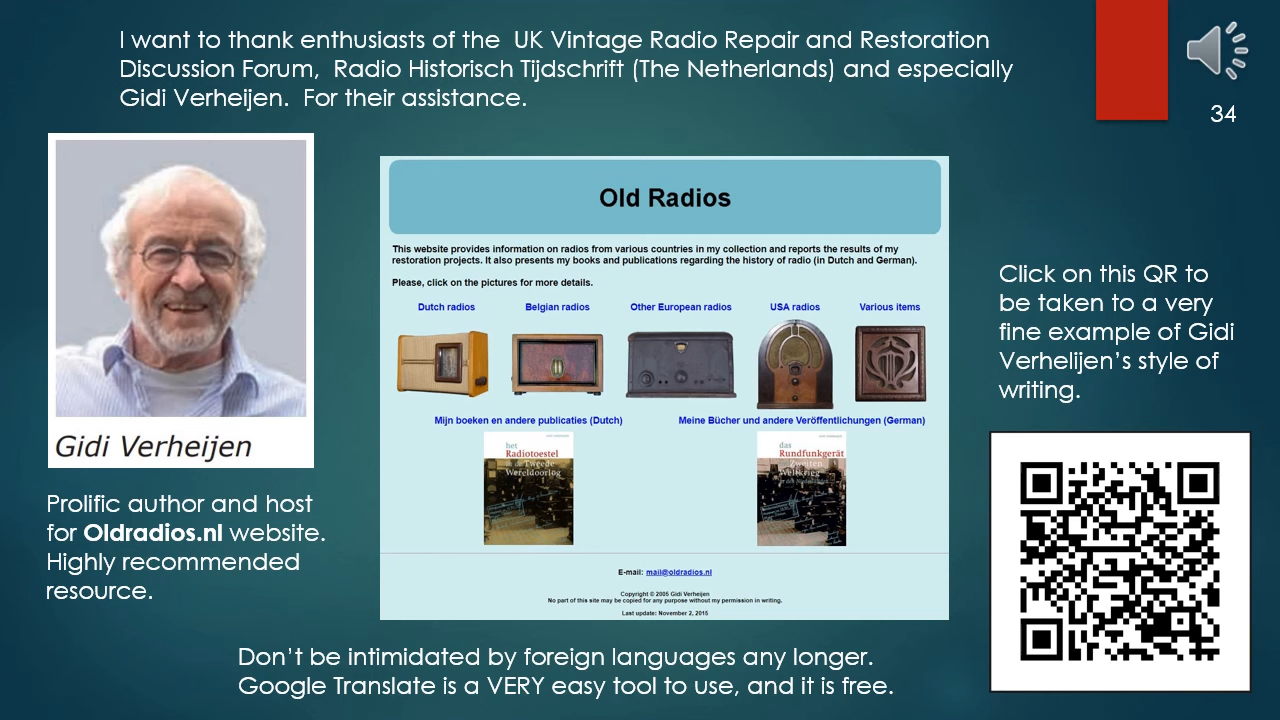 I want to thank enthusiasts of the UK Vintage Radio Repair and Restoration
Discussion Forum, Radio Historisch Tijdschrift (The Netherlands) and especially
Gidi Verheijen. For their assistance.
34
Gidi Verheijen
Prolific author and host
for Oldradios.nl website.
Highly recommended
resource.
Old Radios
This website provides information on radios from various countries in my collection and reports the results of my
restoration projects. It also presents my books and publications regarding the history of radio (in Dutch and German).
Please, click on the pictures for more details.
Dutch radios
Belgian radios
Other European radios
USA radios
Various items
Mijn boeken en andere publicaties (Dutch)
Meine Bücher und andere Veröffentlichungen (German)
het
Radiotoestel
in de Tweede
Wereldoorlog
das
Rundfunkgerät
Zweiten
Weltkrieg
E-mail: mail@oldradios.nl
Copyright © 2005 Gidi Verheijen
No part of this site may be copied for any purpose without my permission in writing.
Last update: November 2, 2015
Click on this QR to
be taken to a very
fine example of Gidi
Verhelijen’s style of
writing.
Don’t be intimidated by foreign languages any longer.
Google Translate is a VERY easy tool to use, and it is free.